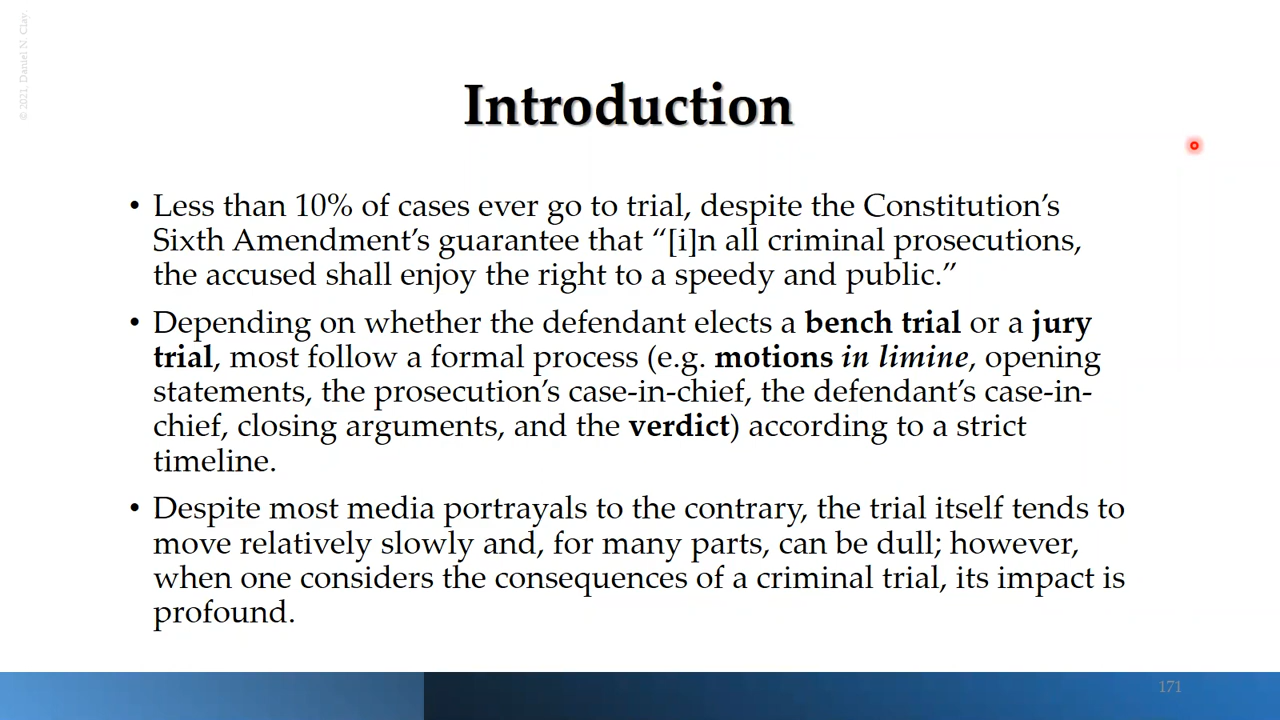 © 2021, Daniel N. Clay.
Introduction
• Less than 10% of cases ever go to trial, despite the Constitution’s
Sixth Amendment’s guarantee that “[i]n all criminal prosecutions,
the accused shall enjoy the right to a speedy and public.”
• Depending on whether the defendant elects a bench trial or a jury
trial, most follow a formal process (e.g. motions in limine, opening
statements, the prosecution’s case-in-chief, the defendant’s case-in-
chief, closing arguments, and the verdict) according to a strict
timeline.
• Despite most media portrayals to the contrary, the trial itself tends to
move relatively slowly and, for many parts, can be dull; however,
when one considers the consequences of a criminal trial, its impact is
profound.
171